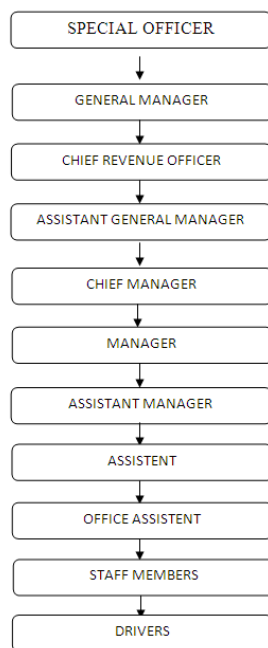 SPECIAL OFFICER
GENERAL MANAGER
CHIEF REVENUE OFFICER
ASSISTANT GENERAL MANAGER
CHIEF MANAGER
MANAGER
ASSISTANT MANAGER
ASSISTENT
OFFICE ASSISTENT
STAFF MEMBERS
DRIVERS